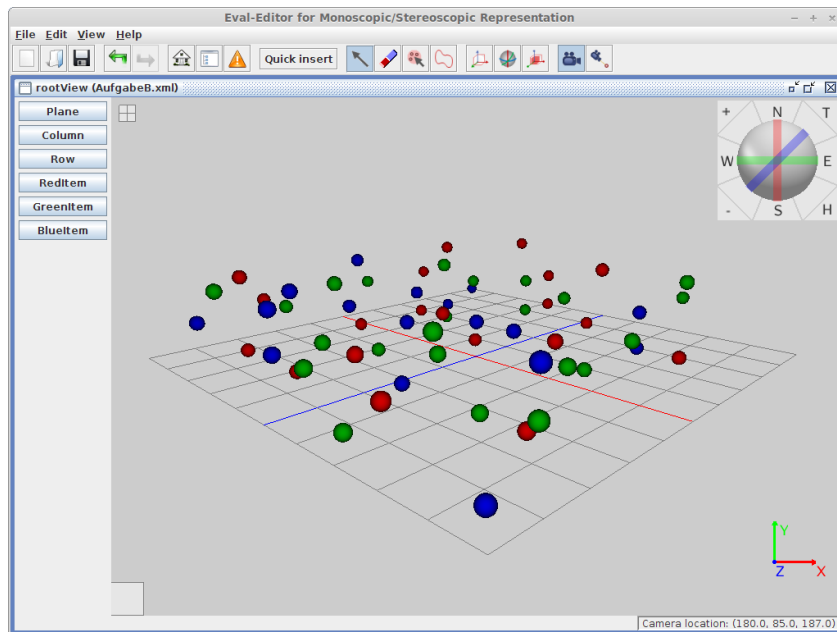 Eval-Editor for Monoscopic/Stereoscopic Representation
File Edit View Help
Quick insert
rootView (AufgabeB.xml)
Plane
Column
Row
RedItem
GreenItem
BlueItem
+ N T
W E
- S H
Y
Z X
Camera location: (180.0, 85.0, 187.0)